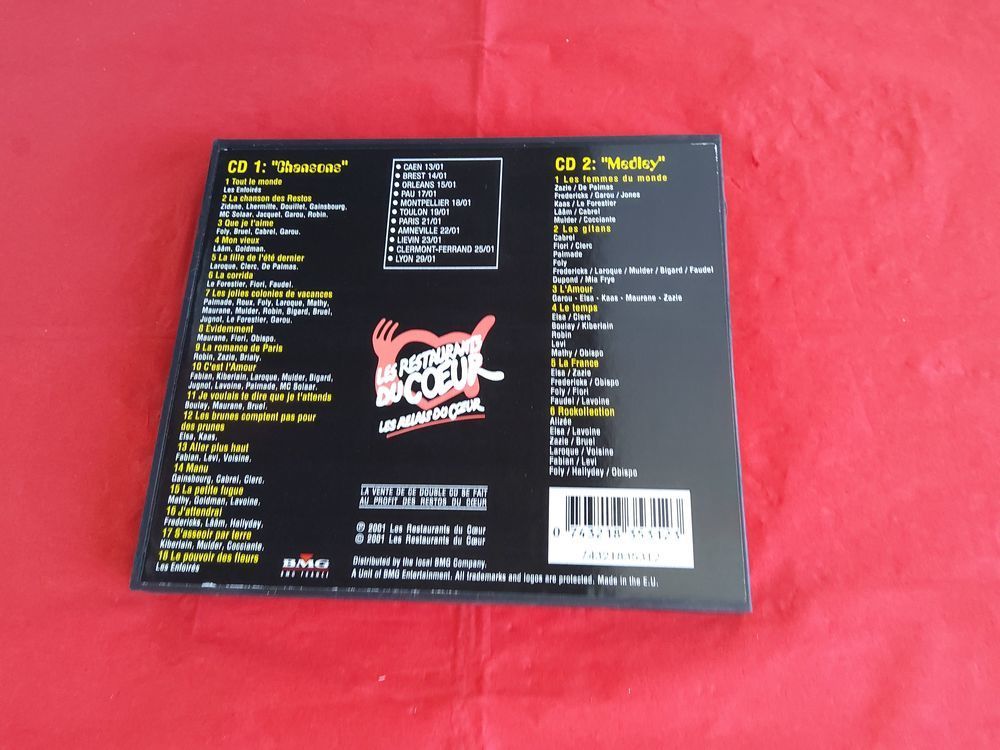 CD 1: "Chansons"
1 Tout le monde
Les Enfoirés
2 La chanson des Restos
Zidane, Lhermitte, Douillet, Gainsbourg,
MC Solaar, Jacquet, Garou, Robin.
3 Que je t'aime
Foly, Bruel, Cabrel, Garou.
4 Mon vieux
Lââm, Goldman.
5 La fille de l'été dernier
Laroque, Clerc, De Palmas.
6 La corrida
Le Forestier, Fiori, Faudel.
7 Les jolies colonies de vacances
Palmade, Roux, Foly, Laroque, Mathy,
Maurane, Mulder, Robin, Bigard, Bruel,
Jugnot, Le Forestier, Garou.
8 Évidemment
Maurane, Fiori, Obispo.
9 La romance de Paris
Robin, Zazie, Brialy.
10 C'est l'Amour
Fabian, Kiberlain, Laroque, Mulder, Bigard,
Jugnot, Lavoine, Palmade, MC Solaar.
11 Je voulais te dire que je t'attends
Boulay, Maurane, Bruel.
12 Les brunes comptent pas pour
des prunes
Elsa, Kaas.
13 Aller plus haut
Fabian, Levi, Voisine.
14 Manu
Gainsbourg, Cabrel, Clerc.
15 La petite fugue
Mathy, Goldman, Lavoine.
16 J'attendrai
Fredericks, Lââm, Hallyday.
17 S'asseoir par terre
Kiberlain, Mulder, Cocciante.
18 Le pouvoir des fleurs
Les Enfoirés
CAEN 13/01
BREST 14/01
ORLEANS 15/01
PAU 17/01
MONTPELLIER 18/01
TOULON 19/01
PARIS 21/01
AMNEVILLE 22/01
LIEVIN 23/01
CLERMONT-FERRAND 25/01
LYON 29/01
LES RESTAURANTS
DU CŒUR
LES RELAIS DU CŒUR
LA VENTE DE CE DOUBLE CD SE FAIT
AU PROFIT DES RESTOS DU CŒUR
℗ 2001 Les Restaurants du Cœur
© 2001 Les Restaurants du Cœur
BMG
BMG FRANCE
Distributed by the local BMG Company.
A Unit of BMG Entertainment. All trademarks and logos are protected. Made in the E.U.
CD 2: "Medley"
1 Les femmes du monde
Zazie / De Palmas
Fredericks / Garou / Jones
Kaas / Le Forestier
Lââm / Cabrel
Mulder / Cocciante
2 Les gitans
Cabrel
Fiori / Clerc
Palmade
Foly
Fredericks / Laroque / Mulder / Bigard / Faudel
Dupond / Mia Frye
3 L'Amour
Garou - Elsa - Kaas - Maurane - Zazie
4 Le temps
Elsa / Clerc
Boulay / Kiberlain
Robin
Levi
Mathy / Obispo
5 La France
Elsa / Zazie
Fredericks / Obispo
Foly / Fiori
Faudel / Lavoine
6 Rockollection
Alizée
Elsa / Lavoine
Zazie / Bruel
Laroque / Voisine
Fabian / Levi
Foly / Hallyday / Obispo
0 743218 353123
74321835312